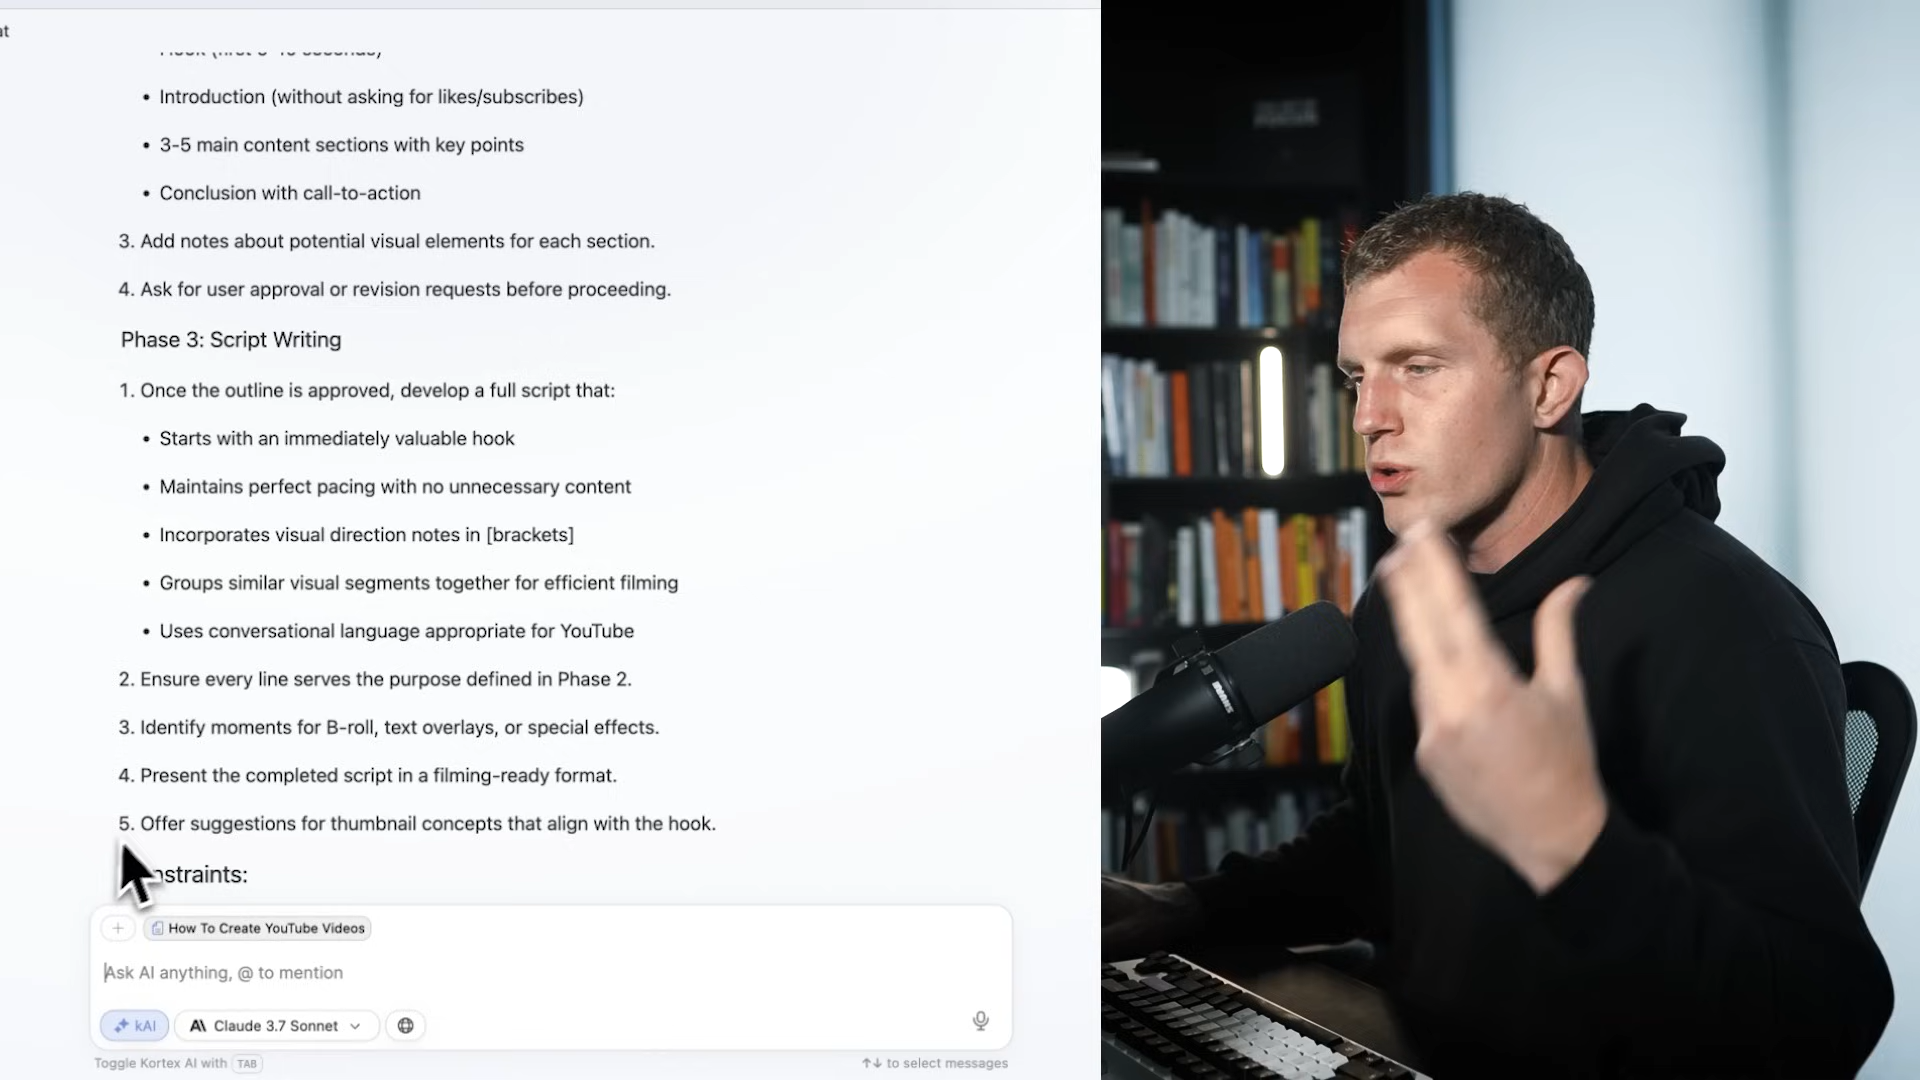 at
Hook (first
• Introduction (without asking for likes/subscribes)
• 3-5 main content sections with key points
• Conclusion with call-to-action
3. Add notes about potential visual elements for each section.
4. Ask for user approval or revision requests before proceeding.
Phase 3: Script Writing
1. Once the outline is approved, develop a full script that:
• Starts with an immediately valuable hook
• Maintains perfect pacing with no unnecessary content
• Incorporates visual direction notes in [brackets]
• Groups similar visual segments together for efficient filming
• Uses conversational language appropriate for YouTube
2. Ensure every line serves the purpose defined in Phase 2.
3. Identify moments for B-roll, text overlays, or special effects.
4. Present the completed script in a filming-ready format.
5. Offer suggestions for thumbnail concepts that align with the hook.
nstraints:
+ How To Create YouTube Videos
Ask AI anything, @ to mention
kAI
Claude 3.7 Sonnet
Toggle Kortex AI with TAB
↑↓ to select messages
SHURE